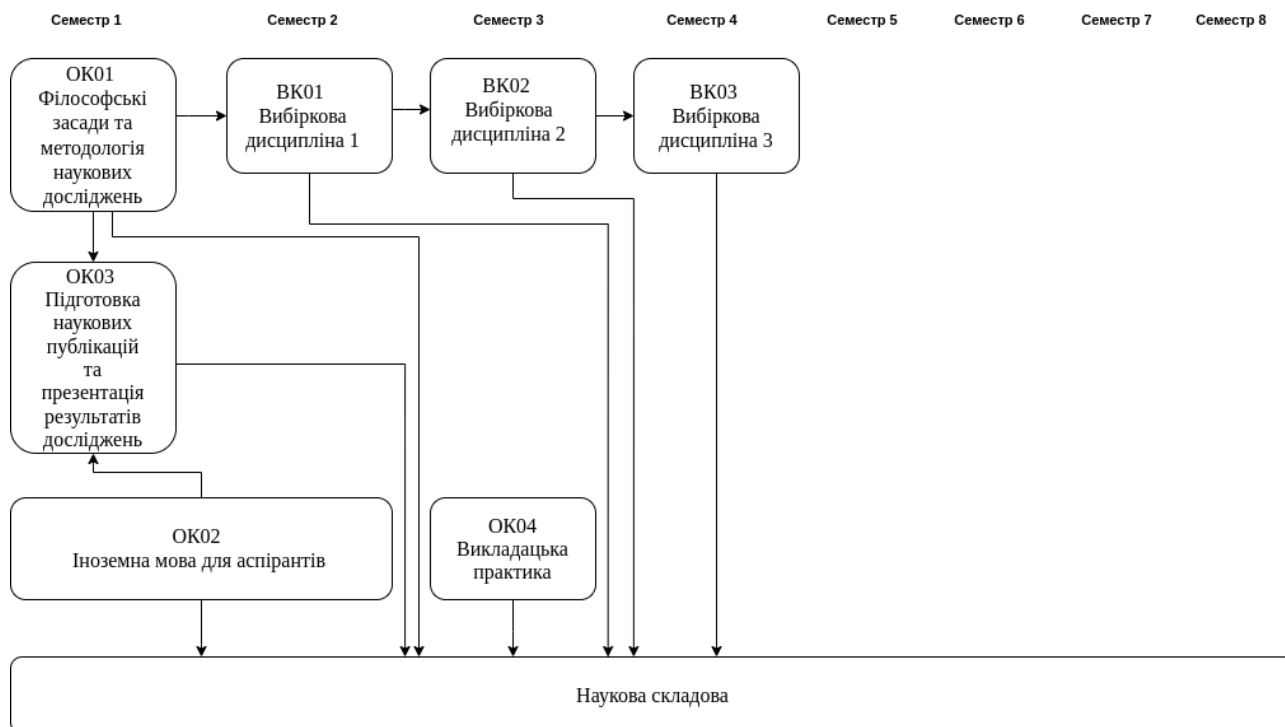 Семестр 1
Семестр 2
Семестр 3
Семестр 4
Семестр 5
Семестр 6
Семестр 7
Семестр 8
ОК01
Філософські
засади та
методологія
наукових
досліджень
ВК01
Вибіркова
дисципліна 1
ВК02
Вибіркова
дисципліна 2
ВК03
Вибіркова
дисципліна 3
ОК03
Підготовка
наукових
публікацій
та
презентація
результатів
досліджень
ОК02
Іноземна мова для аспірантів
ОК04
Викладацька
практика
Наукова складова